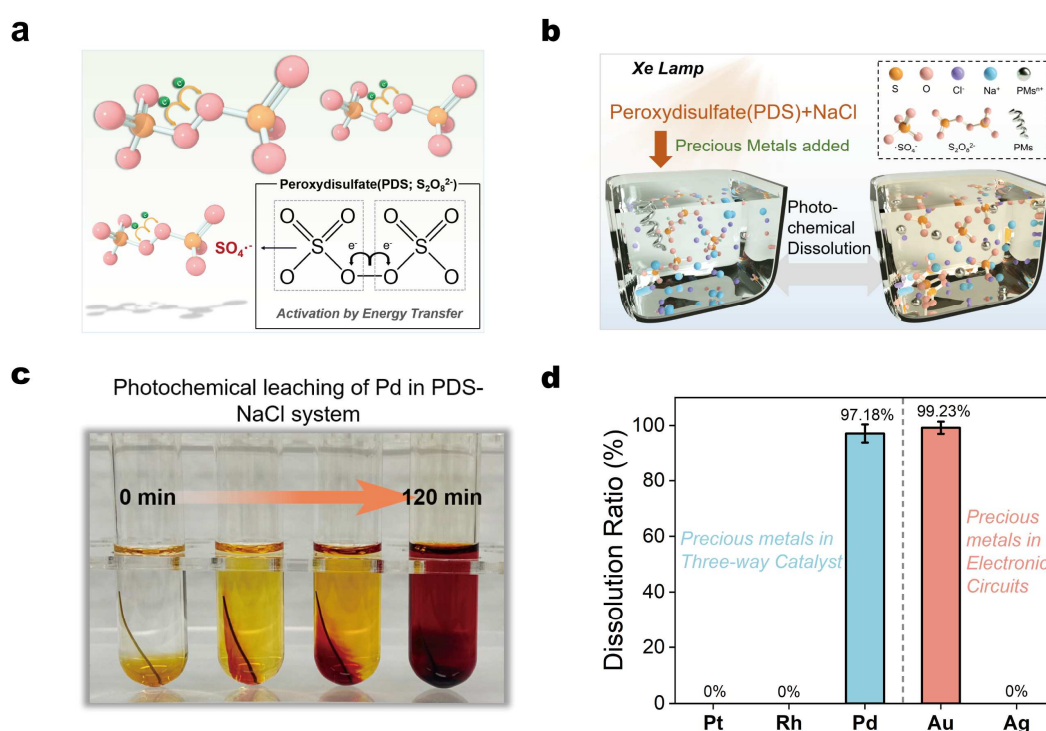 a
e⁻
e⁻
e⁻
e⁻
e⁻
SO₄·⁻
Peroxydisulfate(PDS; S₂O₈²⁻)
O O O O
S S
e⁻ e⁻
O O O O
Activation by Energy Transfer
b
Xe Lamp
Peroxydisulfate(PDS)+NaCl
Precious Metals added
S O Cl⁻ Na⁺ PMsⁿ⁺
·SO₄⁻ S₂O₈²⁻ PMs
Photo-
chemical
Dissolution
c
Photochemical leaching of Pd in PDS-
NaCl system
0 min
120 min
d
Dissolution Ratio (%)
100
80
60
40
20
0
97.18%
99.23%
Precious metals in
Three-way Catalyst
Precious
metals in
Electronic
Circuits
0% 0% 0%
Pt Rh Pd Au Ag